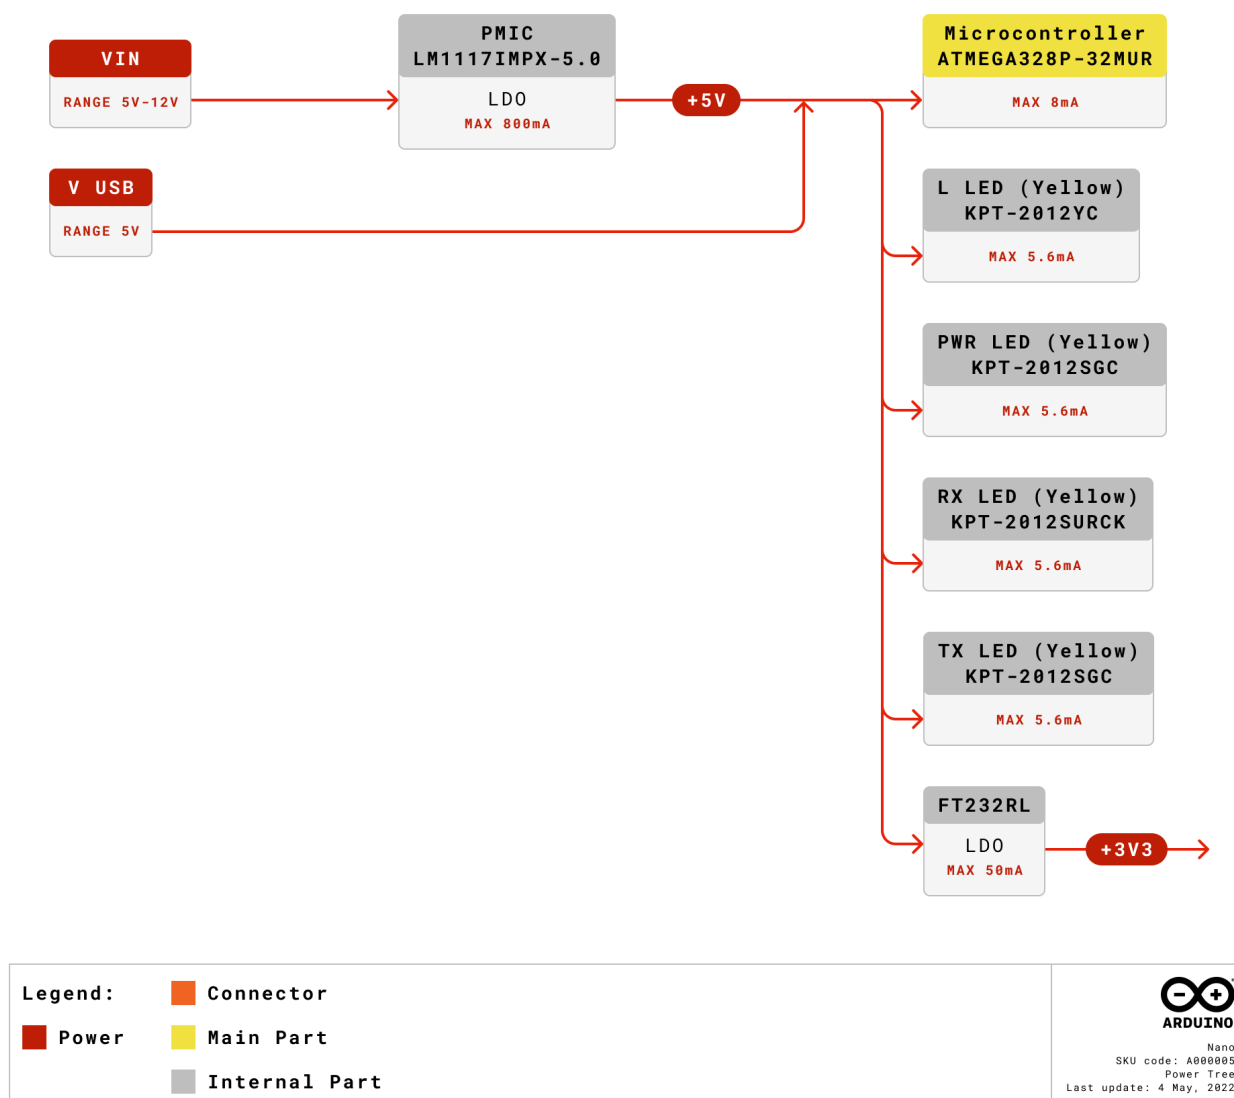 VIN
RANGE 5V-12V
PMIC
LM1117IMPX-5.0
LDO
MAX 800mA
+5V
Microcontroller
ATMEGA328P-32MUR
MAX 8mA
V USB
RANGE 5V
L LED (Yellow)
KPT-2012YC
MAX 5.6mA
PWR LED (Yellow)
KPT-2012SGC
MAX 5.6mA
RX LED (Yellow)
KPT-2012SURCK
MAX 5.6mA
TX LED (Yellow)
KPT-2012SGC
MAX 5.6mA
FT232RL
LDO
MAX 50mA
+3V3
Legend:
Power
Connector
Main Part
Internal Part
ARDUINO
Nano
SKU code: A000005
Power Tree
Last update: 4 May, 2022